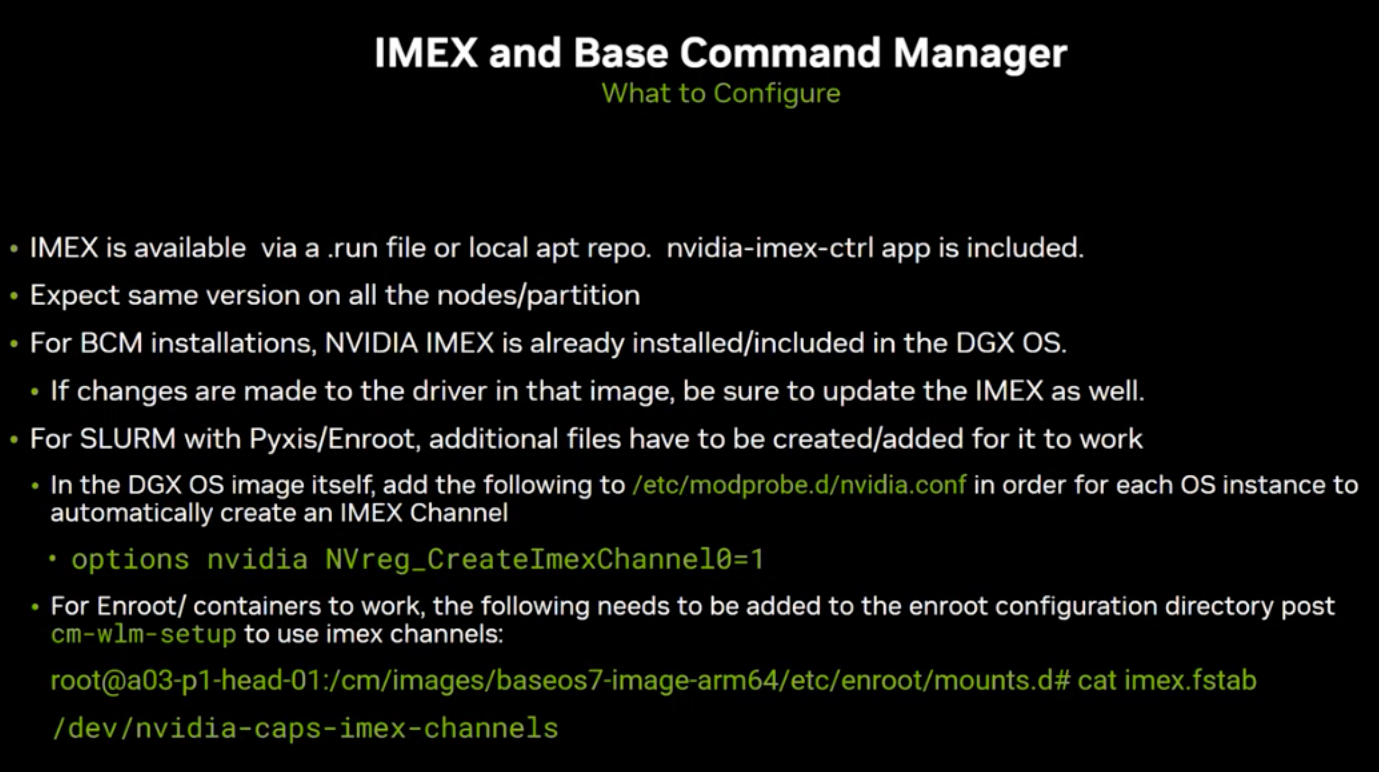 IMEX and Base Command Manager
What to Configure
• IMEX is available  via a .run file or local apt repo.  nvidia-imex-ctrl app is included.
• Expect same version on all the nodes/partition
• For BCM installations, NVIDIA IMEX is already installed/included in the DGX OS.
• If changes are made to the driver in that image, be sure to update the IMEX as well.
• For SLURM with Pyxis/Enroot, additional files have to be created/added for it to work
• In the DGX OS image itself, add the following to /etc/modprobe.d/nvidia.conf in order for each OS instance to
automatically create an IMEX Channel
• options nvidia NVreg_CreateImexChannel0=1
• For Enroot/ containers to work, the following needs to be added to the enroot configuration directory post
cm-wlm-setup to use imex channels:
root@a03-p1-head-01:/cm/images/baseos7-image-arm64/etc/enroot/mounts.d# cat imex.fstab
/dev/nvidia-caps-imex-channels